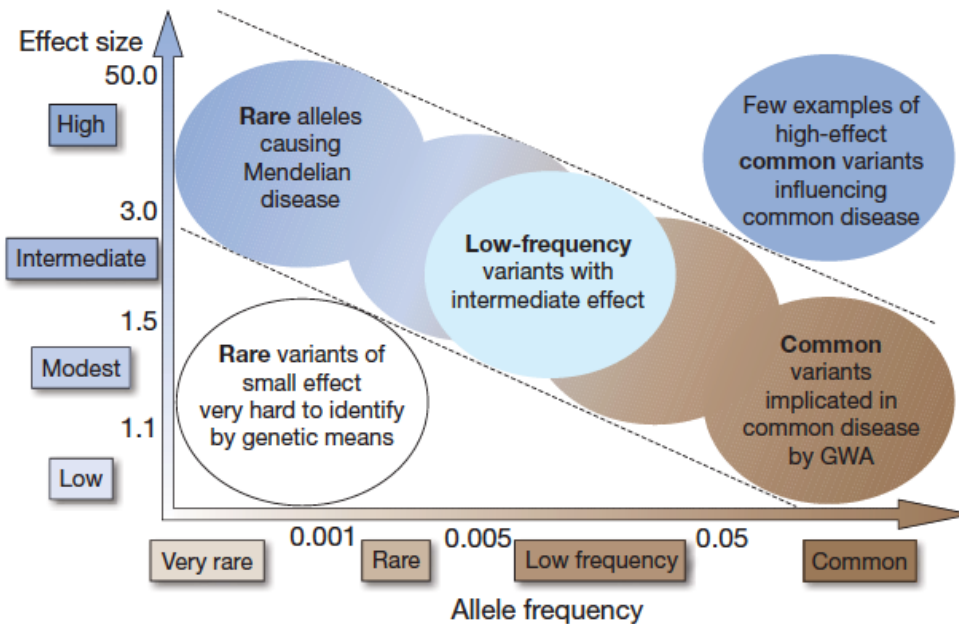 Effect size
50.0
High
3.0
Intermediate
1.5
Modest
1.1
Low
Rare alleles
causing
Mendelian
disease
Few examples of
high-effect
common variants
influencing
common disease
Low-frequency
variants with
intermediate effect
Rare variants of
small effect
very hard to identify
by genetic means
Common
variants
implicated in
common disease
by GWA
0.001
0.005
0.05
Very rare
Rare
Low frequency
Common
Allele frequency